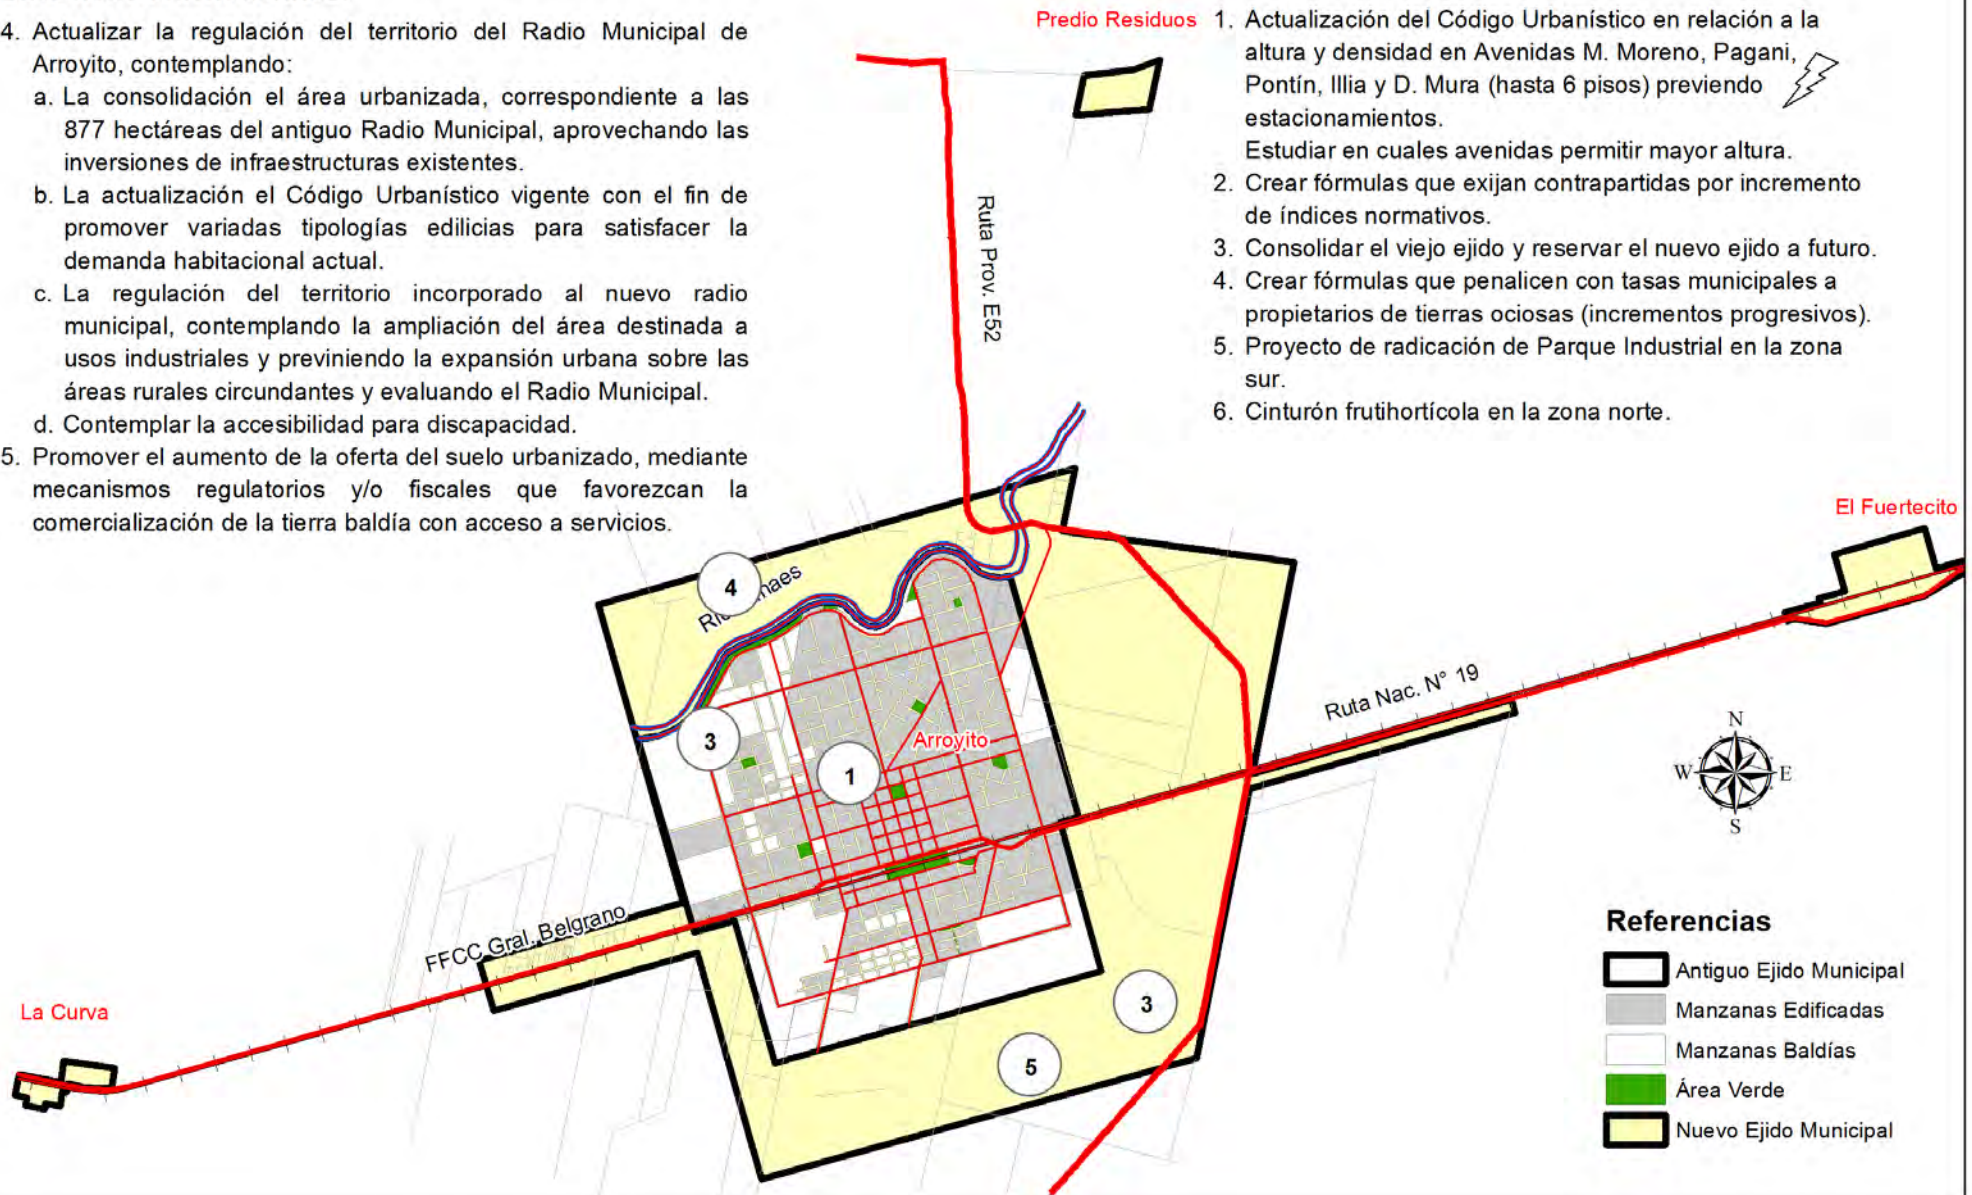 4. Actualizar la regulación del territorio del Radio Municipal de
Arroyito, contemplando:
a. La consolidación el área urbanizada, correspondiente a las
877 hectáreas del antiguo Radio Municipal, aprovechando las
inversiones de infraestructuras existentes.
b. La actualización el Código Urbanístico vigente con el fin de
promover variadas tipologías edilicias para satisfacer la
demanda habitacional actual.
c. La regulación del territorio incorporado al nuevo radio
municipal, contemplando la ampliación del área destinada a
usos industriales y previniendo la expansión urbana sobre las
áreas rurales circundantes y evaluando el Radio Municipal.
d. Contemplar la accesibilidad para discapacidad.
5. Promover el aumento de la oferta del suelo urbanizado, mediante
mecanismos regulatorios y/o fiscales que favorezcan la
comercialización de la tierra baldía con acceso a servicios.
Predio Residuos
1. Actualización del Código Urbanístico en relación a la
altura y densidad en Avenidas M. Moreno, Pagani,
Pontín, Illia y D. Mura (hasta 6 pisos) previendo
estacionamientos.
Estudiar en cuales avenidas permitir mayor altura.
2. Crear fórmulas que exijan contrapartidas por incremento
de índices normativos.
3. Consolidar el viejo ejido y reservar el nuevo ejido a futuro.
4. Crear fórmulas que penalicen con tasas municipales a
propietarios de tierras ociosas (incrementos progresivos).
5. Proyecto de radicación de Parque Industrial en la zona
sur.
6. Cinturón frutihortícola en la zona norte.
Ruta Prov. E52
El Fuertecito
4
3
1
Arroyito
Ruta Nac. N° 19
N
W
E
S
FFCC Gral. Belgrano
La Curva
3
5
Referencias
Antiguo Ejido Municipal
Manzanas Edificadas
Manzanas Baldías
Área Verde
Nuevo Ejido Municipal